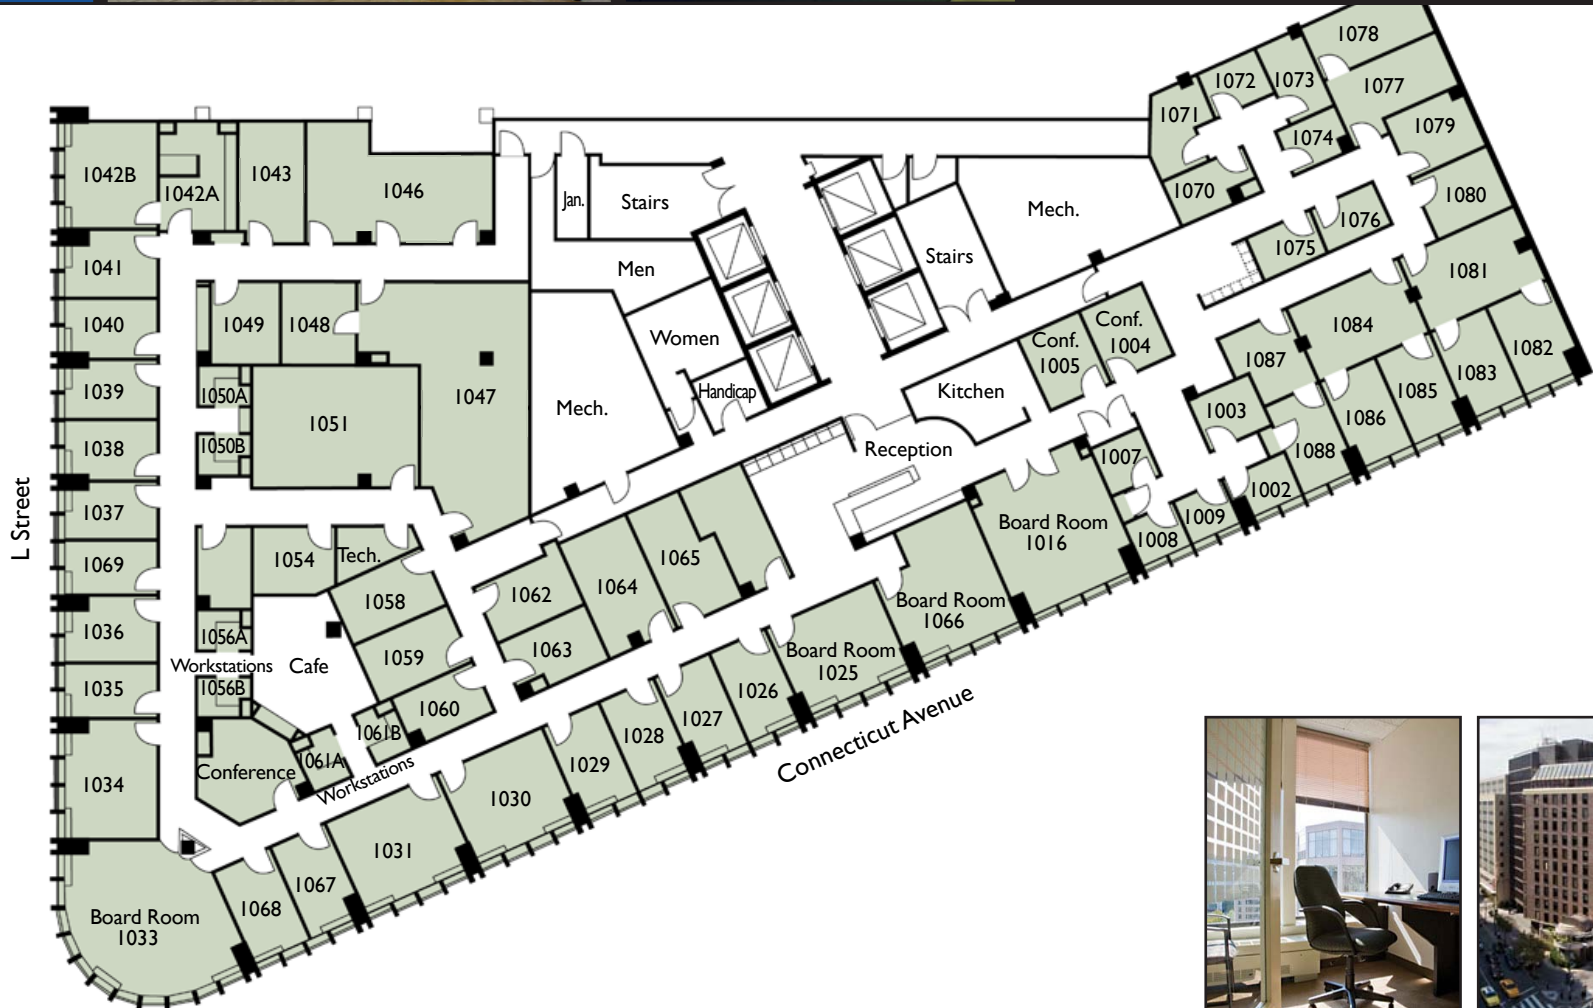 1078
1072
1073
1077
1071
1079
1074
1042B
1042A
1043
1046
1070
1080
Jan.
Stairs
Mech.
1076
1075
Stairs
1041
Men
1081
1040
1049
1048
Women
Conf.
1005
Conf.
1004
1084
1082
1087
1083
1039
1050A
1047
Handicap
Kitchen
1085
1051
Mech.
1003
1086
1038
1050B
Reception
1007
1088
1002
L Street
1037
Board Room
1016
1009
1008
1069
1054
Tech.
1065
1058
1062
1064
Board Room
1066
1036
1056A
1059
1063
Board Room
1025
Workstations
Cafe
1035
1056B
1060
1026
1061B
1027
1028
Connecticut Avenue
1034
Conference
1061A
Workstations
1029
1030
1031
1067
1068
Board Room
1033